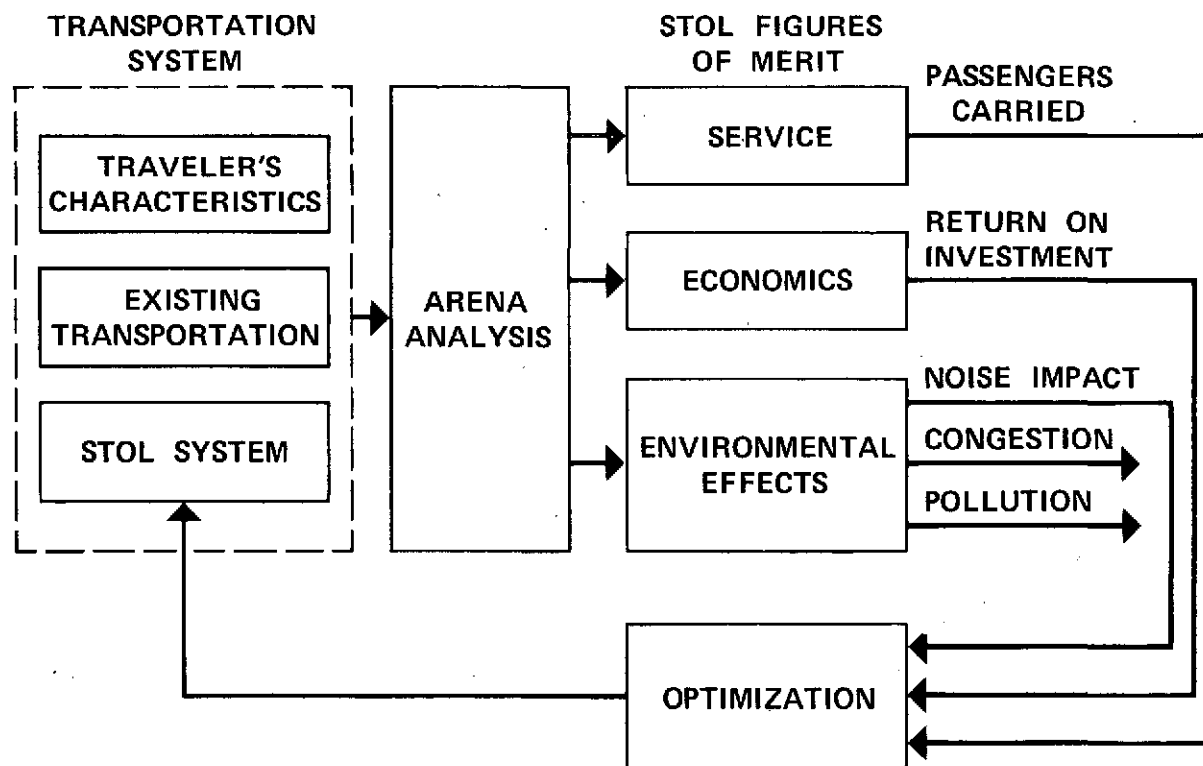 TRANSPORTATION
SYSTEM
TRAVELER'S
CHARACTERISTICS
EXISTING
TRANSPORTATION
STOL SYSTEM
ARENA
ANALYSIS
STOL FIGURES
OF MERIT
SERVICE
ECONOMICS
ENVIRONMENTAL
EFFECTS
PASSENGERS
CARRIED
RETURN ON
INVESTMENT
NOISE IMPACT
CONGESTION
POLLUTION
OPTIMIZATION